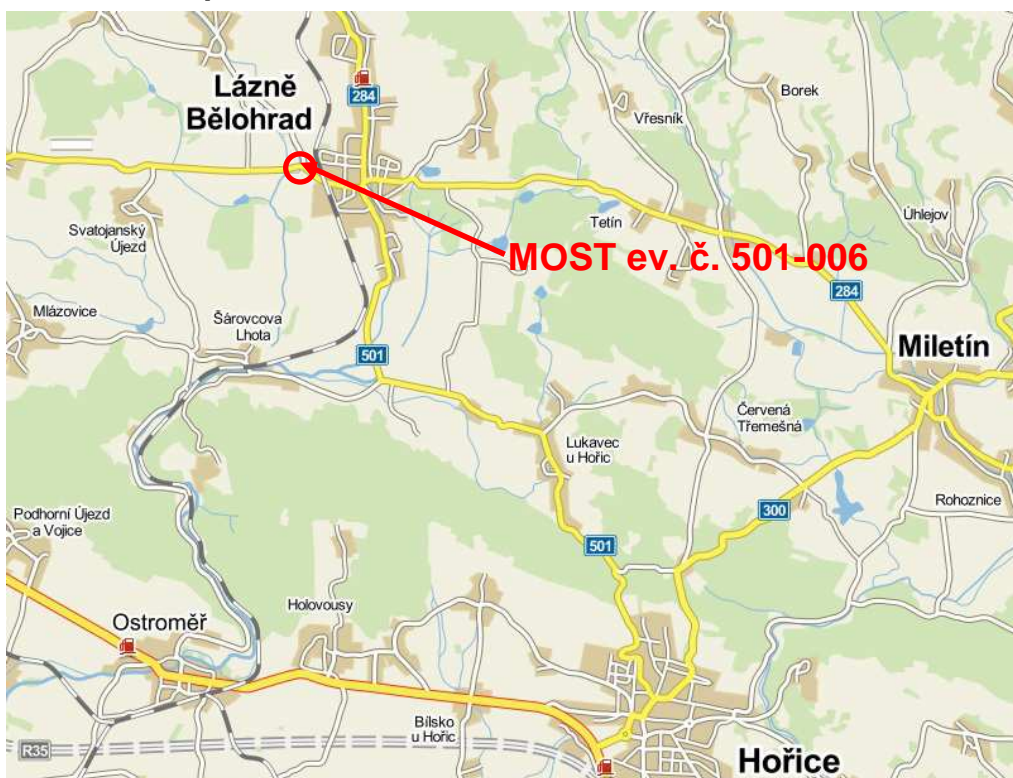 Lázně
Bělohrad
284
Borek
Vřesník
Svatojanský
Újezd
Tetín
Úhlejov
MOST ev. č. 501-006
284
Mlázovice
Šárovcova
Lhota
501
Miletín
Červená
Třemešná
Lukavec
u Hořic
Podhorní Újezd
a Vojice
300
Rohoznice
501
Ostroměř
Holovousy
Bílsko
u Hořic
R35
Hořice